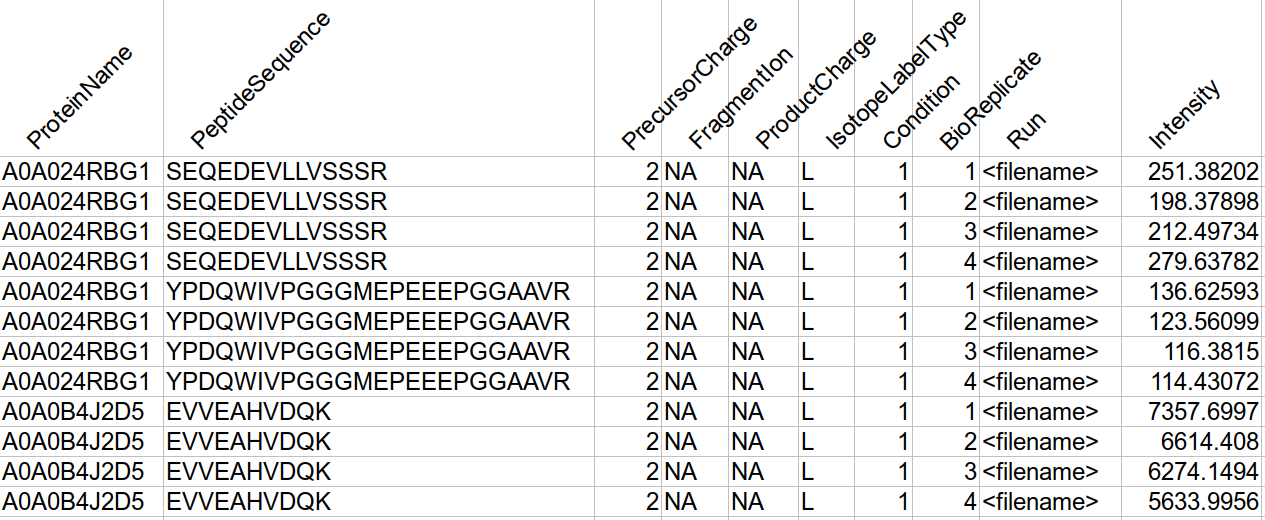 ProteinName PeptideSequence PrecursorCharge FragmentIon ProductCharge IsotopeLabelType Condition BioReplicate Run Intensity
A0A024RBG1 SEQEDEVLLVSSSR 2 NA NA L 1 1 <filename> 251.38202
A0A024RBG1 SEQEDEVLLVSSSR 2 NA NA L 1 2 <filename> 198.37898
A0A024RBG1 SEQEDEVLLVSSSR 2 NA NA L 1 3 <filename> 212.49734
A0A024RBG1 SEQEDEVLLVSSSR 2 NA NA L 1 4 <filename> 279.63782
A0A024RBG1 YPDQWIVPGGGMEPEEEPGGAAVR 2 NA NA L 1 1 <filename> 136.62593
A0A024RBG1 YPDQWIVPGGGMEPEEEPGGAAVR 2 NA NA L 1 2 <filename> 123.56099
A0A024RBG1 YPDQWIVPGGGMEPEEEPGGAAVR 2 NA NA L 1 3 <filename> 116.3815
A0A024RBG1 YPDQWIVPGGGMEPEEEPGGAAVR 2 NA NA L 1 4 <filename> 114.43072
A0A0B4J2D5 EVVEAHVDQK 2 NA NA L 1 1 <filename> 7357.6997
A0A0B4J2D5 EVVEAHVDQK 2 NA NA L 1 2 <filename> 6614.408
A0A0B4J2D5 EVVEAHVDQK 2 NA NA L 1 3 <filename> 6274.1494
A0A0B4J2D5 EVVEAHVDQK 2 NA NA L 1 4 <filename> 5633.9956